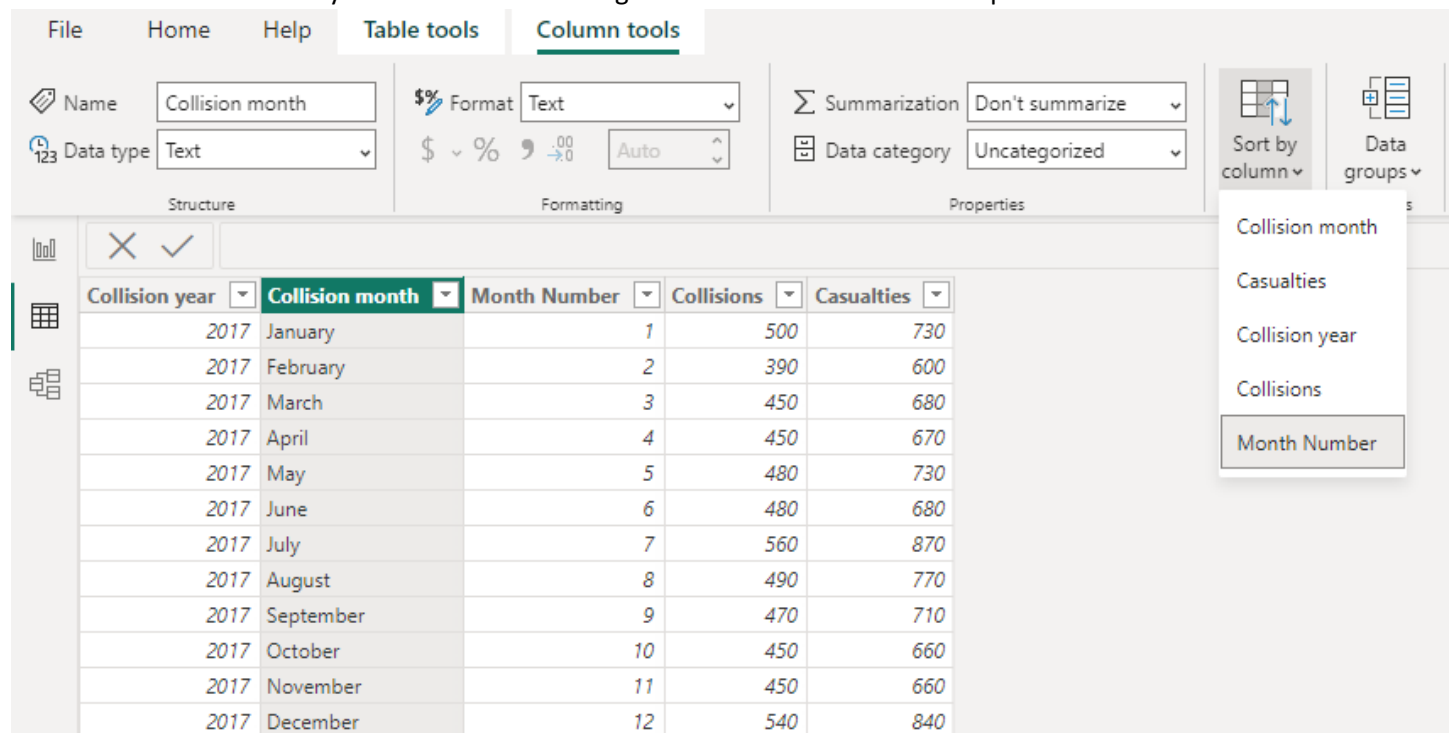 File Home Help Table tools Column tools
Name Collision month $% Format Text Σ Summarization Don't summarize
123 Data type Text $ % 9 .00 →.0 Auto Data category Uncategorized Sort by column Data groups
Structure Formatting Properties s
Collision month
Casualties
Collision year
Collisions
Month Number
Collision year Collision month Month Number Collisions Casualties
2017 January 1 500 730
2017 February 2 390 600
2017 March 3 450 680
2017 April 4 450 670
2017 May 5 480 730
2017 June 6 480 680
2017 July 7 560 870
2017 August 8 490 770
2017 September 9 470 710
2017 October 10 450 660
2017 November 11 450 660
2017 December 12 540 840